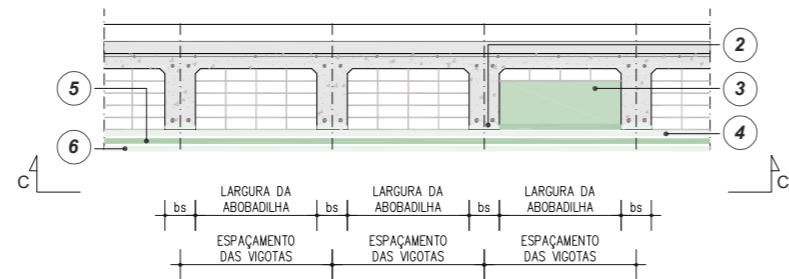 2
3
5
4
6
C
C
LARGURA DA
ABOBADILHA
LARGURA DA
ABOBADILHA
LARGURA DA
ABOBADILHA
bs
bs
bs
bs
ESPAÇAMENTO
DAS VIGOTAS
ESPAÇAMENTO
DAS VIGOTAS
ESPAÇAMENTO
DAS VIGOTAS